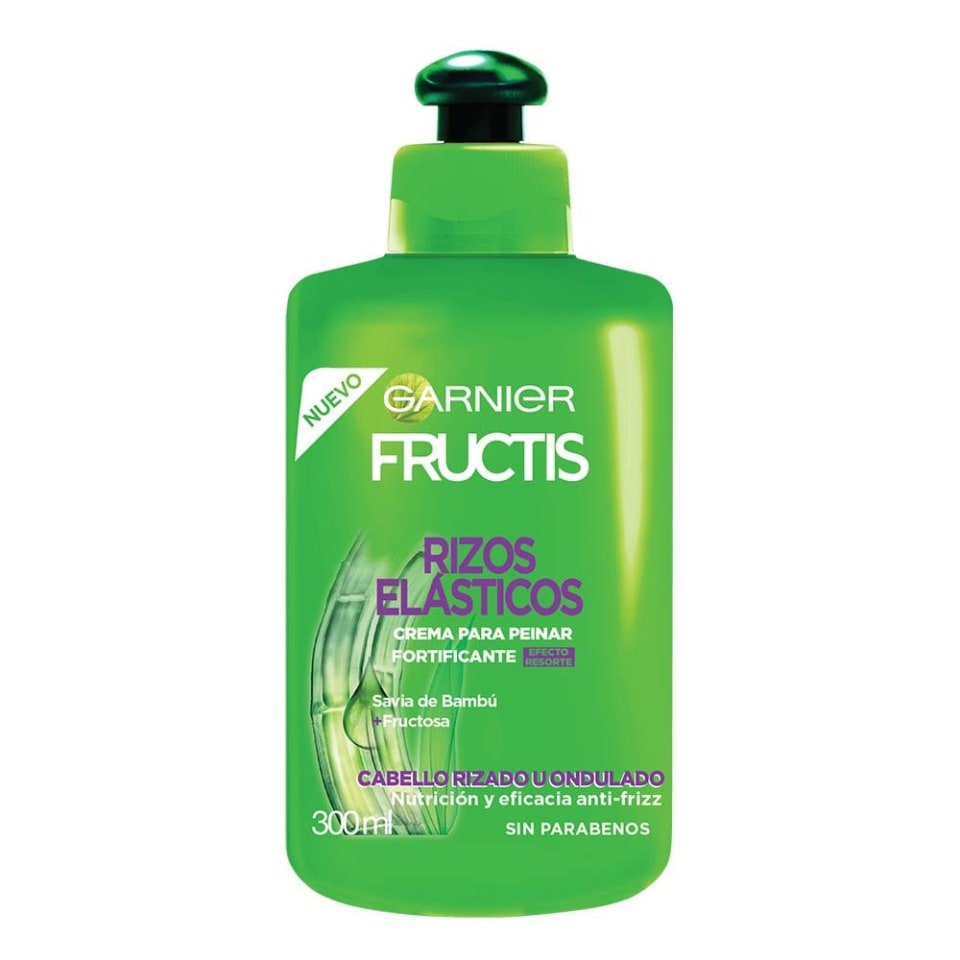 NUEVO
GARNIER
FRUCTIS
RIZOS
ELÁSTICOS
CREMA PARA PEINAR
FORTIFICANTE EFECTO RESORTE
Savia de Bambú
+Fructosa
CABELLO RIZADO U ONDULADO
Nutrición y eficacia anti-frizz
300ml
SIN PARABENOS